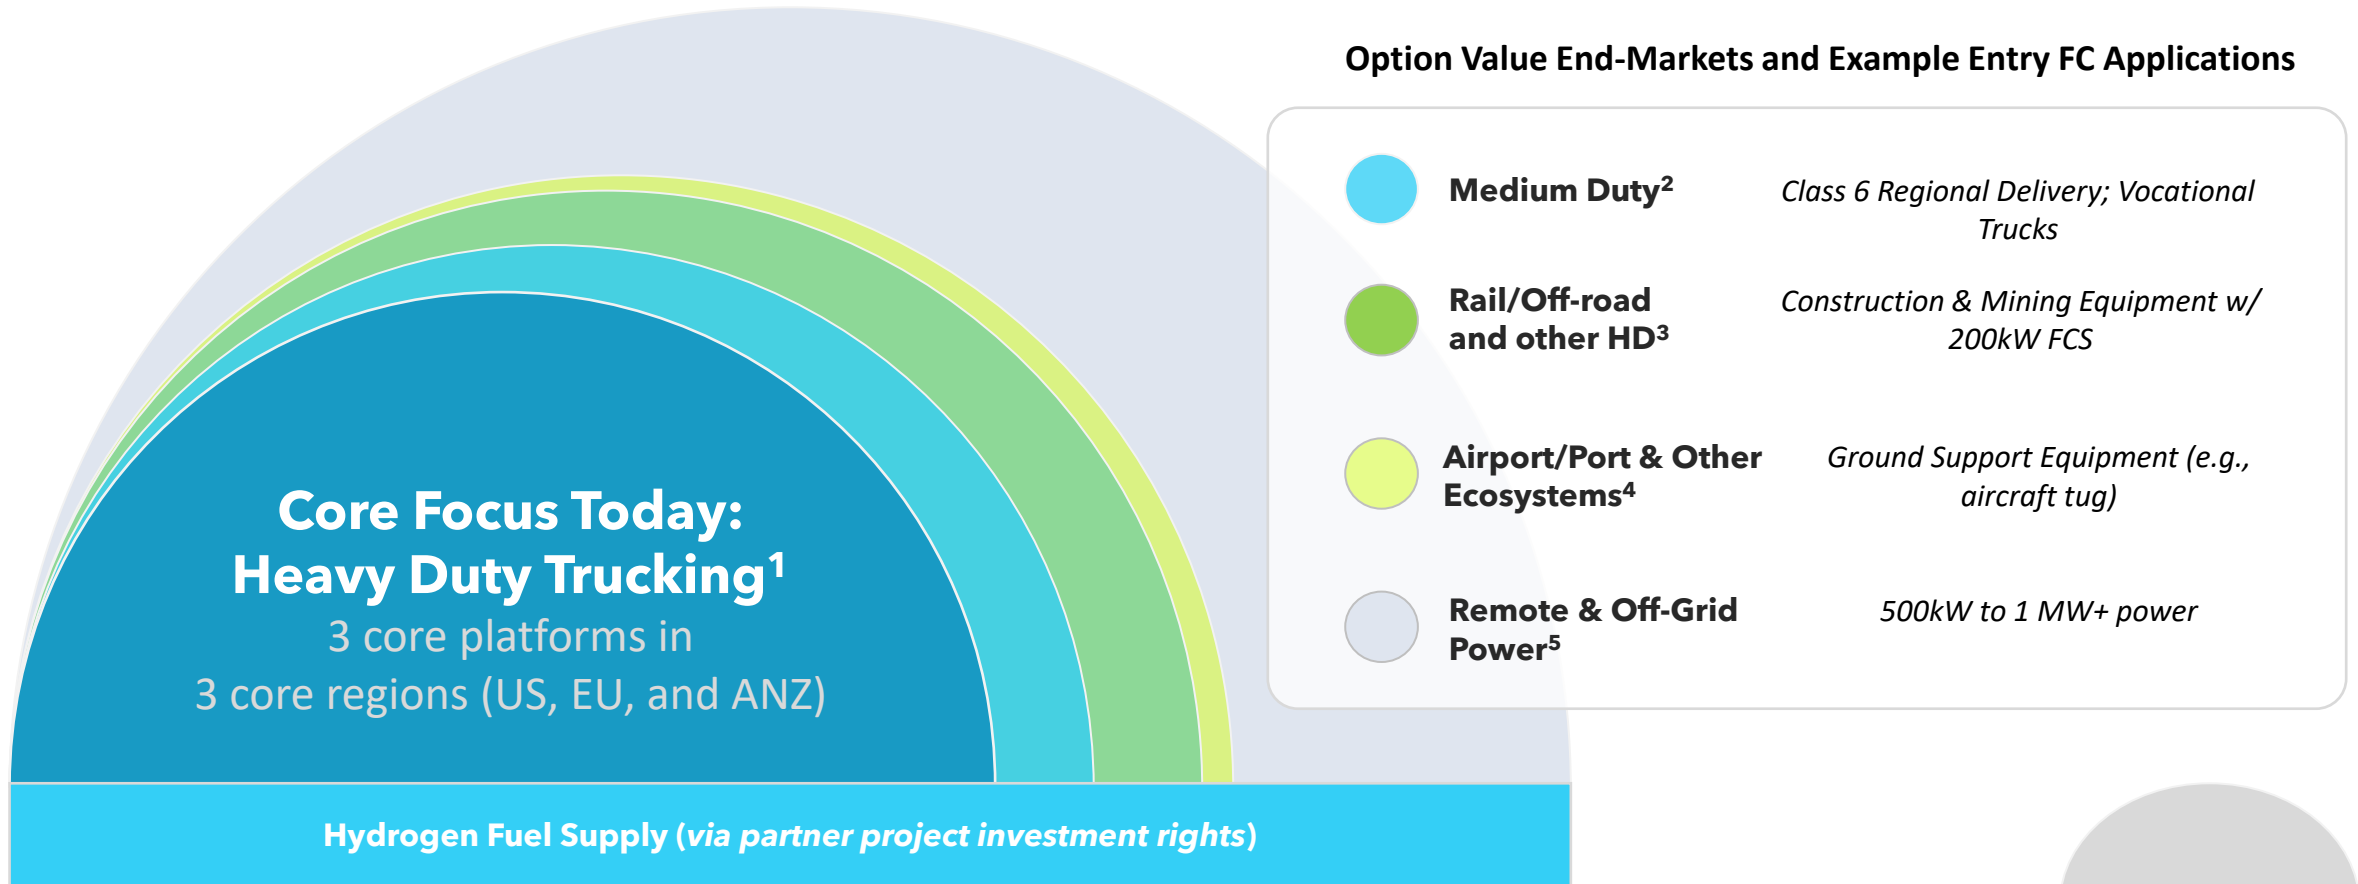 Option Value End-Markets and Example Entry FC Applications
Medium Duty²
Class 6 Regional Delivery; Vocational
Trucks
Rail/Off-road
and other HD³
Construction & Mining Equipment w/
200kW FCS
Airport/Port & Other
Ecosystems⁴
Ground Support Equipment (e.g.,
aircraft tug)
Remote & Off-Grid
Power⁵
500kW to 1 MW+ power
Core Focus Today:
Heavy Duty Trucking¹
3 core platforms in
3 core regions (US, EU, and ANZ)
Hydrogen Fuel Supply (via partner project investment rights)